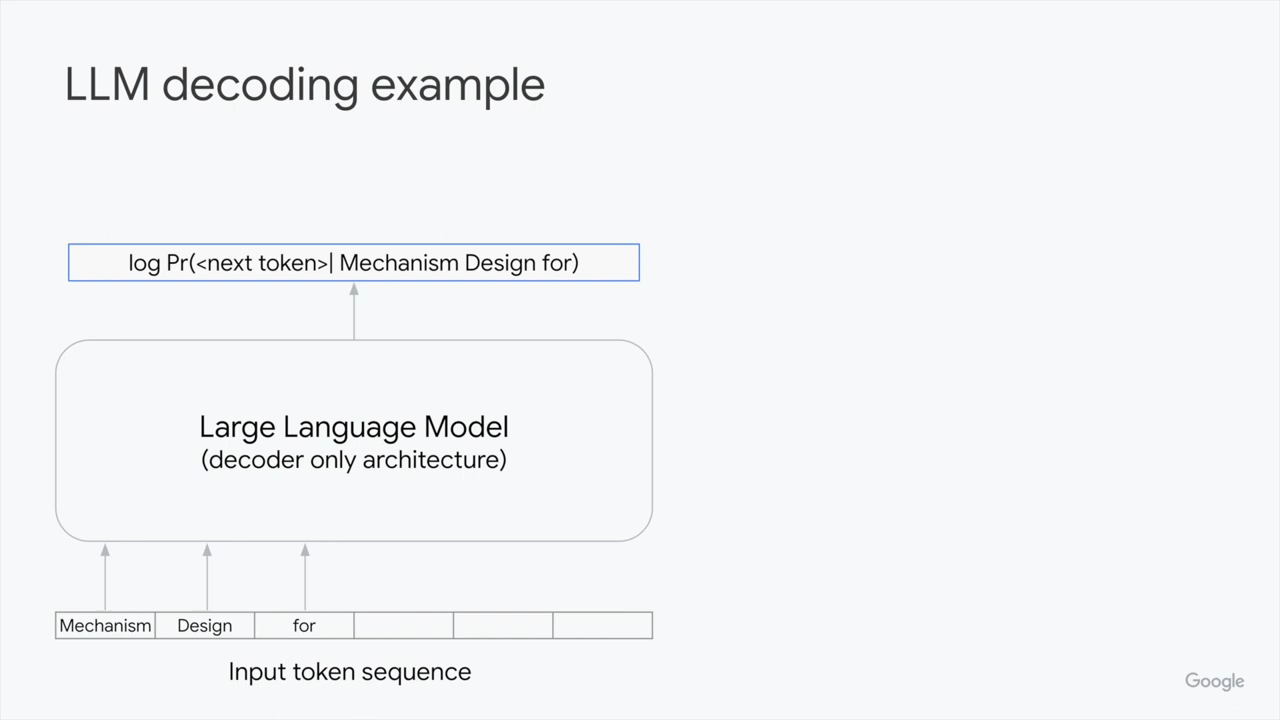 LLM decoding example
log Pr(<next token>| Mechanism Design for)
Large Language Model
(decoder only architecture)
Mechanism Design for
Input token sequence
Google